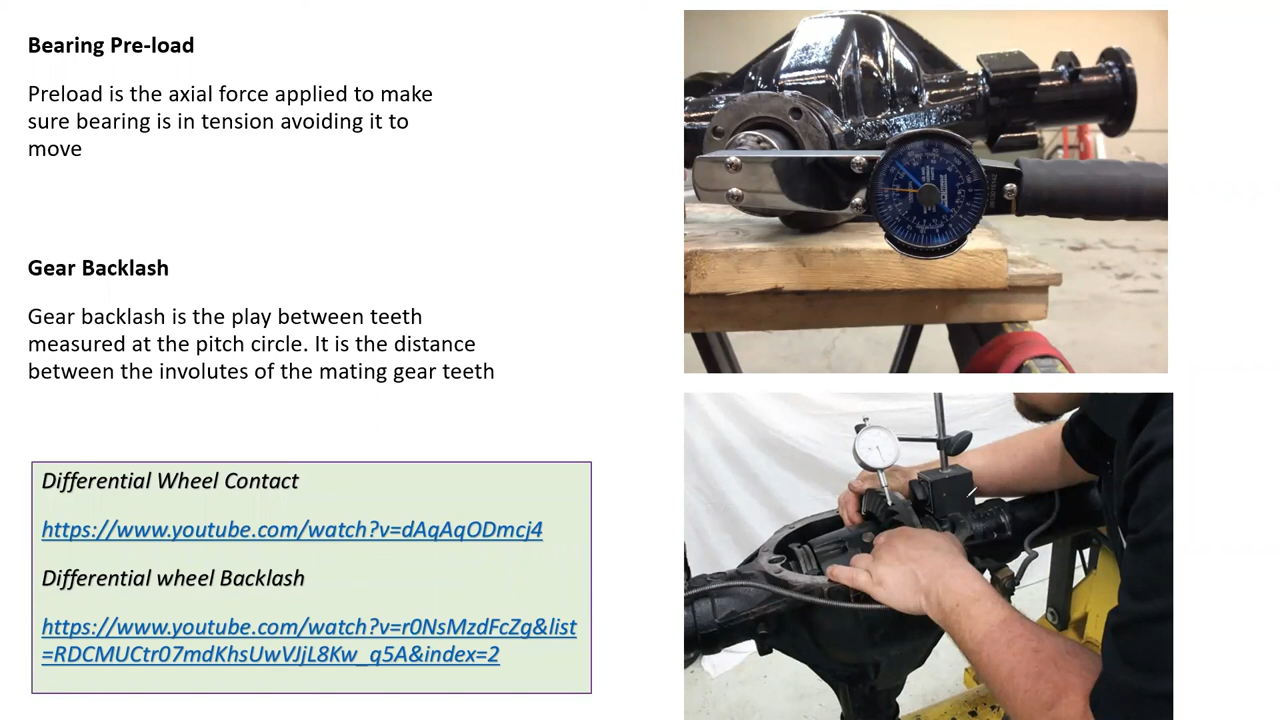 Bearing Pre-load
Preload is the axial force applied to make
sure bearing is in tension avoiding it to
move
Gear Backlash
Gear backlash is the play between teeth
measured at the pitch circle. It is the distance
between the involutes of the mating gear teeth
Differential Wheel Contact
https://www.youtube.com/watch?v=dAqAqODmcj4
Differential wheel Backlash
https://www.youtube.com/watch?v=r0NsMzdFcZg&list
=RDCMUCtr07mdKhsUwVJjL8Kw_q5A&index=2